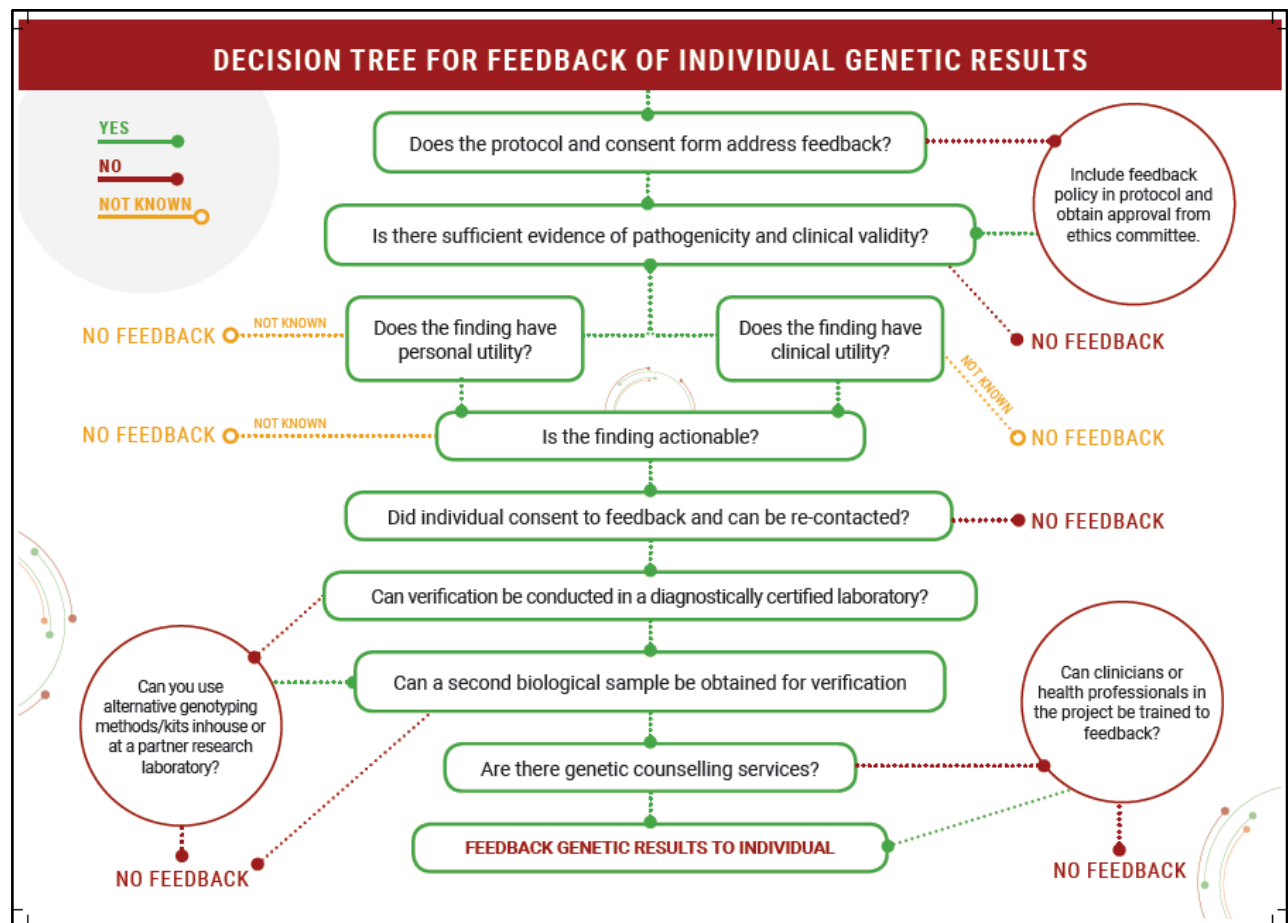 DECISION TREE FOR FEEDBACK OF INDIVIDUAL GENETIC RESULTS
YES
NO
NOT KNOWN
Does the protocol and consent form address feedback?
Include feedback
policy in protocol and
obtain approval from
ethics committee.
Is there sufficient evidence of pathogenicity and clinical validity?
NO FEEDBACK
NOT KNOWN
Does the finding have
personal utility?
Does the finding have
clinical utility?
NO FEEDBACK
NOT KNOWN
NO FEEDBACK
NO FEEDBACK
NOT KNOWN
Is the finding actionable?
Did individual consent to feedback and can be re-contacted?
NO FEEDBACK
Can verification be conducted in a diagnostically certified laboratory?
Can you use
alternative genotyping
methods/kits inhouse or
at a partner research
laboratory?
Can a second biological sample be obtained for verification
Can clinicians or
health professionals in
the project be trained to
feedback?
Are there genetic counselling services?
FEEDBACK GENETIC RESULTS TO INDIVIDUAL
NO FEEDBACK
NO FEEDBACK